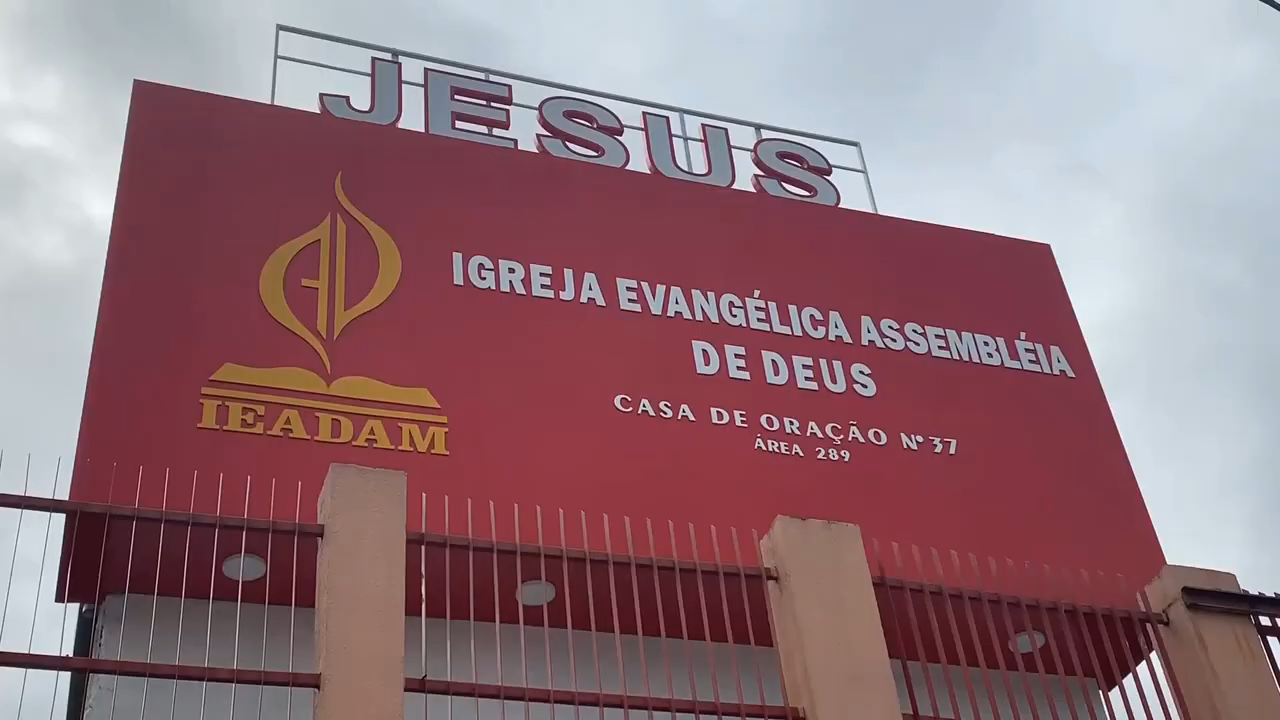 JESUS
IGREJA EVANGÉLICA ASSEMBLÉIA
DE DEUS
CASA DE ORAÇÃO Nº 37
ÁREA 289
AD
IEADAM